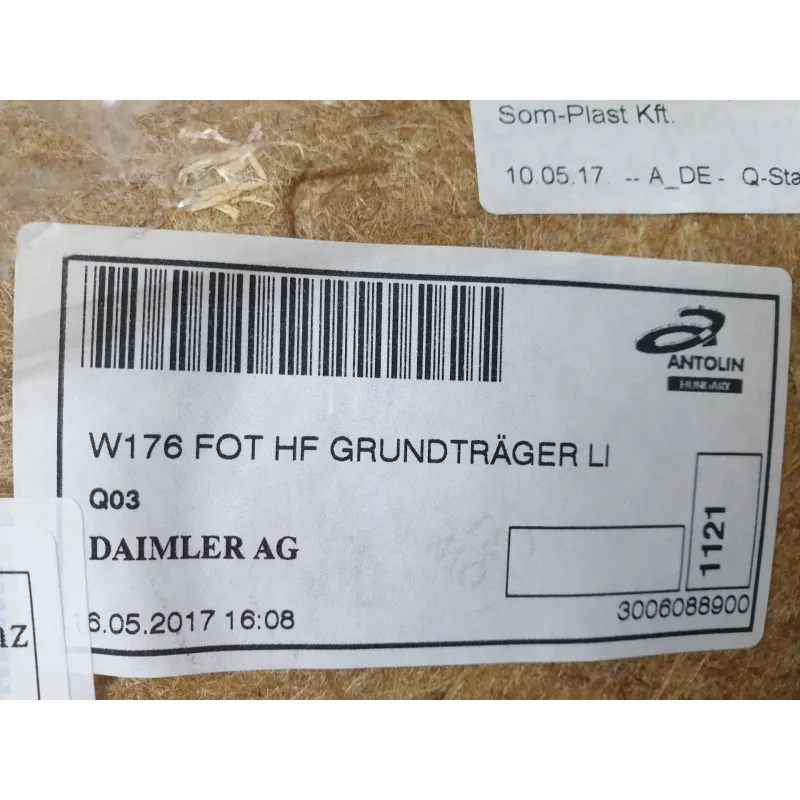 Som-Plast Kft.
10.05.17. -- A_DE - Q-Sta
ANTOLIN
HUNGARY
W176 FOT HF GRUNDTRÄGER LI
Q03
DAIMLER AG
1121
6.05.2017 16:08
3006088900
nz